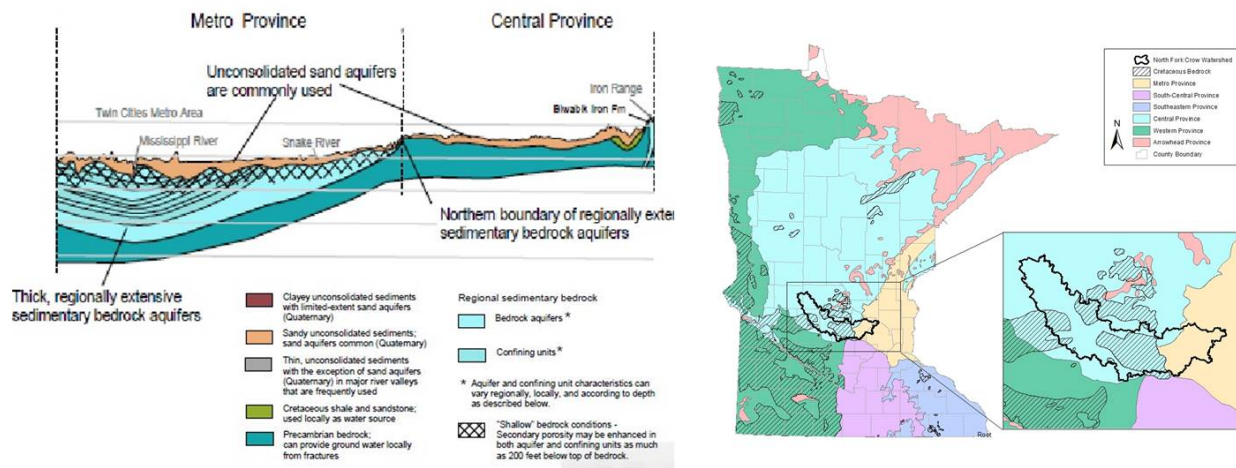 Metro Province
Central Province
Unconsolidated sand aquifers
are commonly used
Iron Range
Biwabik Iron Fm
Twin Cities Metro Area
Mississippi River
Snake River
Northern boundary of regionally exter
sedimentary bedrock aquifers
Thick, regionally extensive
sedimentary bedrock aquifers
Clayey unconsolidated sediments
with limited-extent sand aquifers
(Quaternary)
Sandy unconsolidated sediments;
sand aquifers common (Quaternary)
Thin, unconsolidated sediments
with the exception of sand aquifers
(Quaternary) in major river valleys
that are frequently used
Cretaceous shale and sandstone;
used locally as water source
Precambrian bedrock;
can provide ground water locally
from fractures
Regional sedimentary bedrock
Bedrock aquifers *
Confining units *
* Aquifer and confining unit characteristics can
vary regionally, locally, and according to depth
as described below.
"Shallow" bedrock conditions -
Secondary porosity may be enhanced in
both aquifer and confining units as much
as 200 feet below top of bedrock.
North Fork Crow Watershed
Cretaceous Bedrock
Metro Province
South-Central Province
Southeastern Province
Central Province
Western Province
Arrowhead Province
County Boundary
N
Root